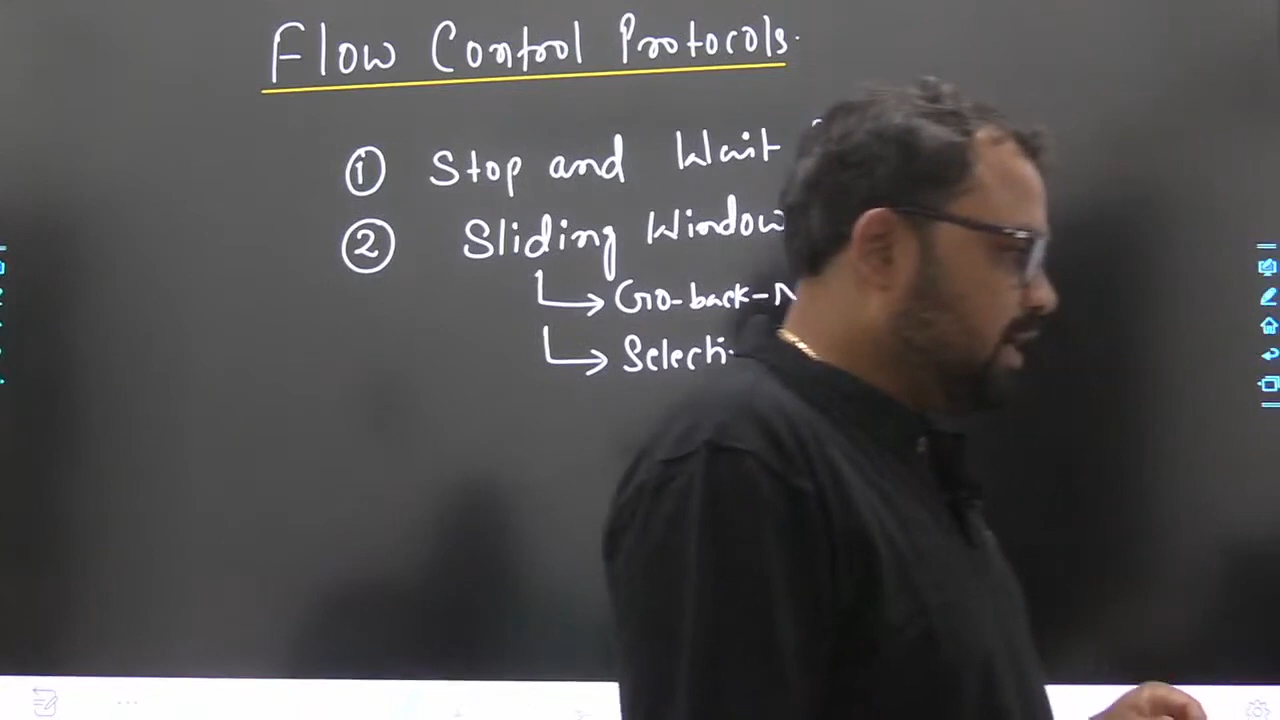 Flow Control Protocols.
① Stop and Wait
② Sliding Window
↳ Go-back-N
↳ Selecti